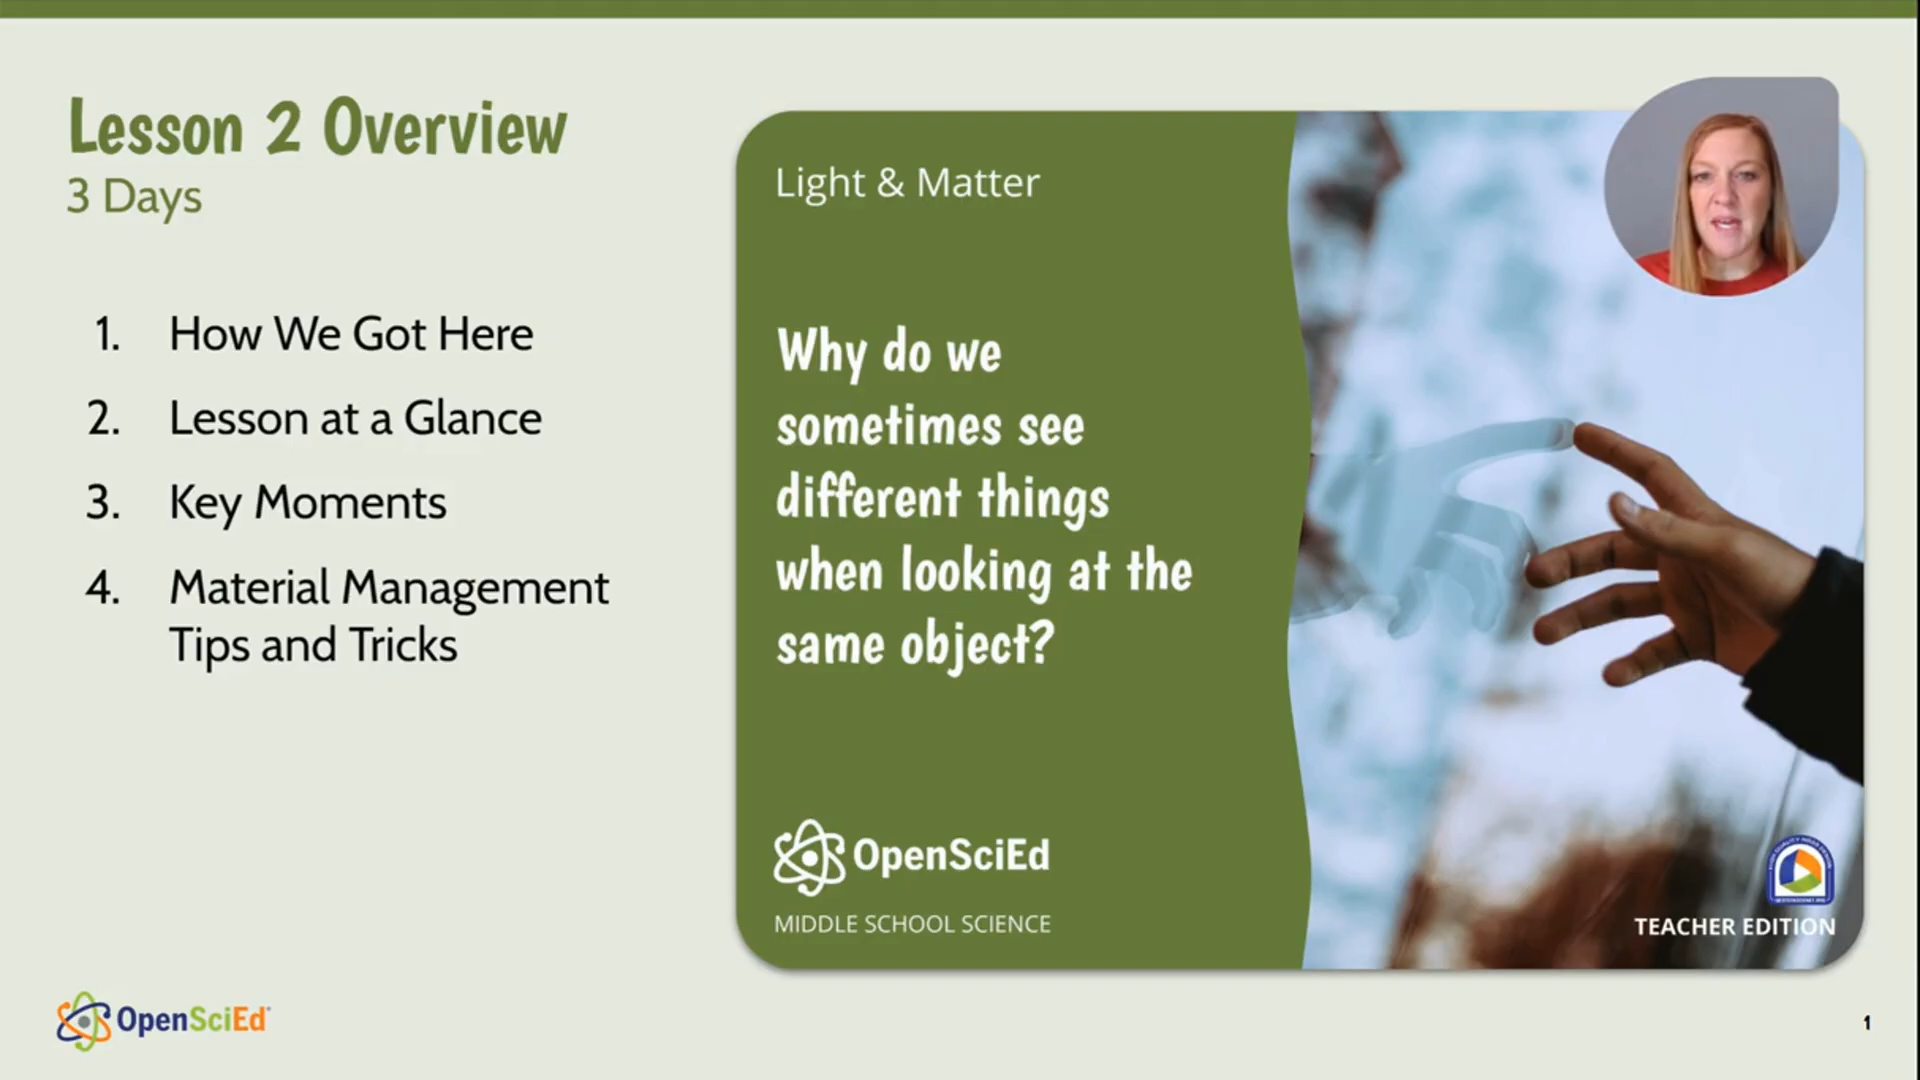 Lesson 2 Overview
3 Days
1. How We Got Here
2. Lesson at a Glance
3. Key Moments
4. Material Management
Tips and Tricks
Light & Matter
Why do we
sometimes see
different things
when looking at the
same object?
OpenSciEd
MIDDLE SCHOOL SCIENCE
TEACHER EDITION
OpenSciEd
1